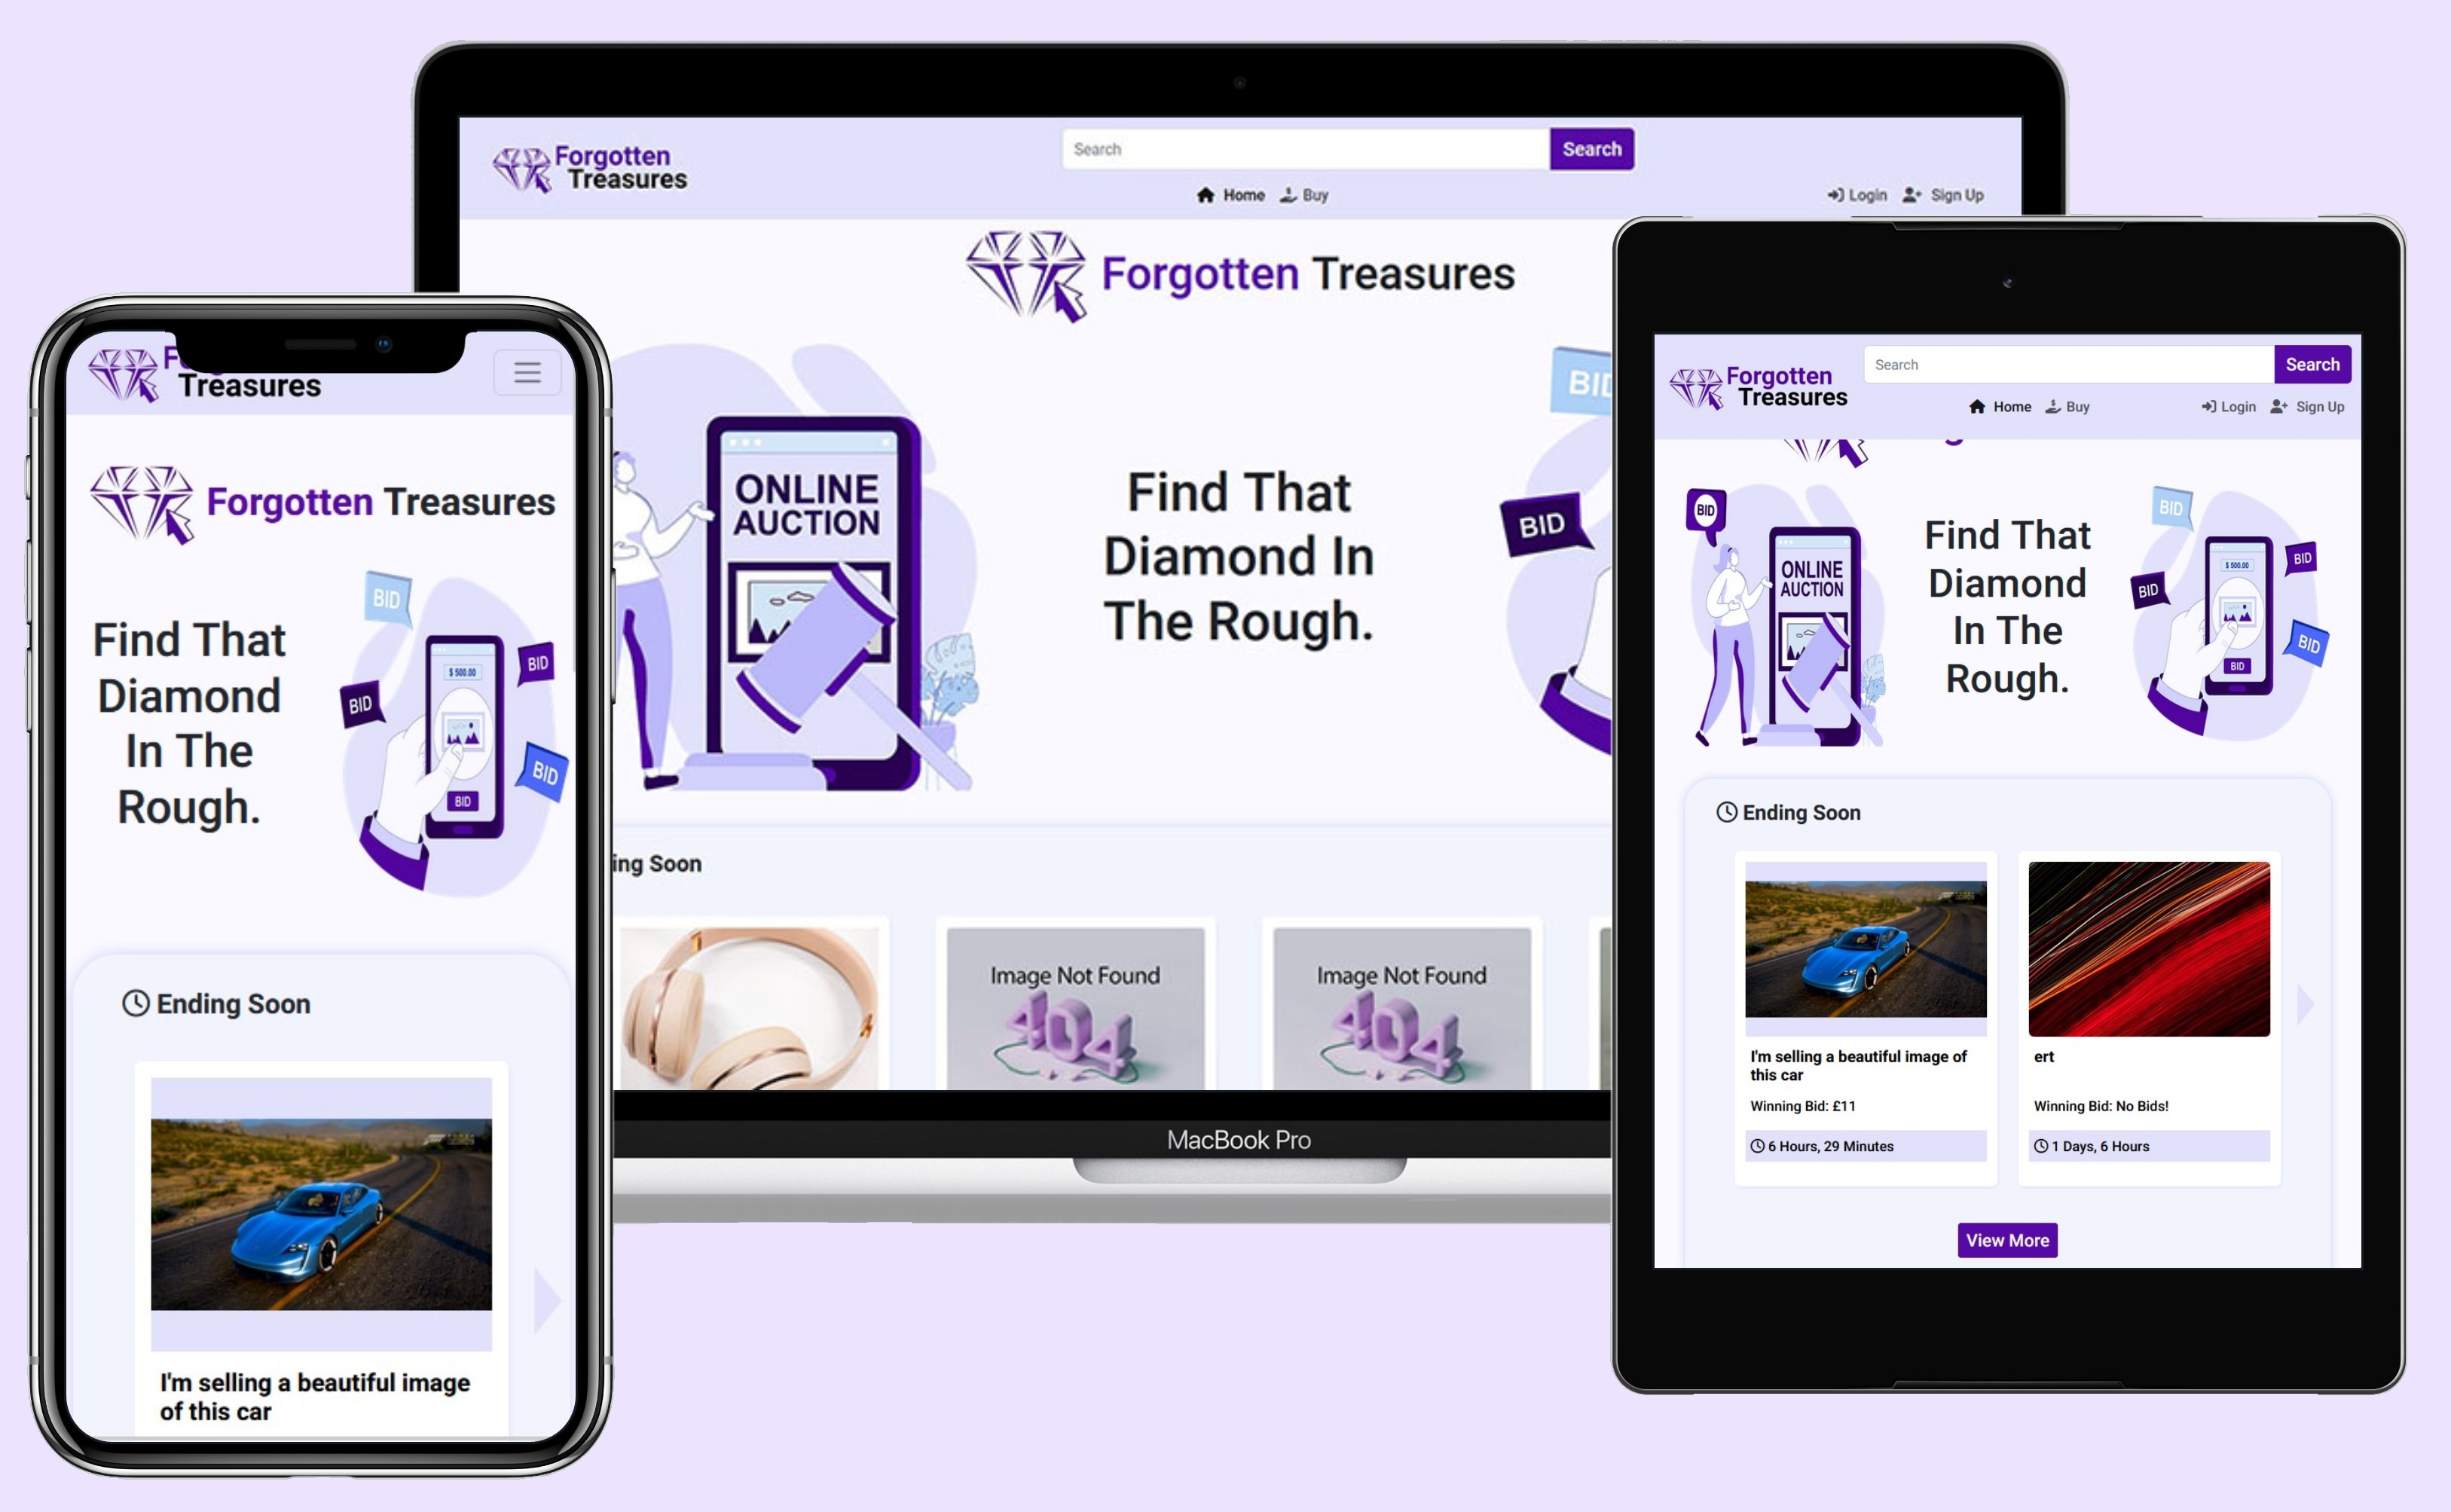 Forgotten
Treasures
Search
Search
Home
Buy
Login
Sign Up
Forgotten Treasures
ONLINE
AUCTION
Find That
Diamond In
The Rough.
BID
ing Soon
Image Not Found
404
Image Not Found
404
MacBook Pro
Treasures
Forgotten Treasures
Find That
Diamond
In The
Rough.
BID
BID
BID
BID
$ 500.00
BID
Ending Soon
I'm selling a beautiful image
of this car
Forgotten
Treasures
Search
Search
Home
Buy
Login
Sign Up
BID
ONLINE
AUCTION
Find That
Diamond
In The
Rough.
BID
BID
BID
BID
$ 500.00
BID
Ending Soon
I'm selling a beautiful image of
this car
Winning Bid: £11
6 Hours, 29 Minutes
ert
Winning Bid: No Bids!
1 Days, 6 Hours
View More